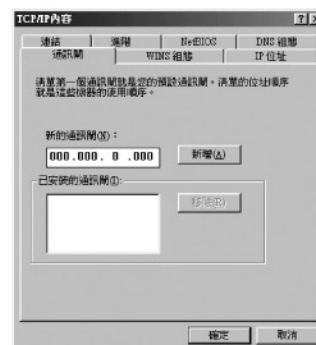 TCP/IP內容
連結 進階 NetBIOS DNS 組態
通訊閘 WINS 組態 IP 位址
清單第一個通訊閘就是您的預設通訊閘。清單的位址順序
就是這些機器的使用順序。
新的通訊閘(N):
000.000. 0 .000 新增(A)
已安裝的通訊閘(I):
移除(R)
確定 取消